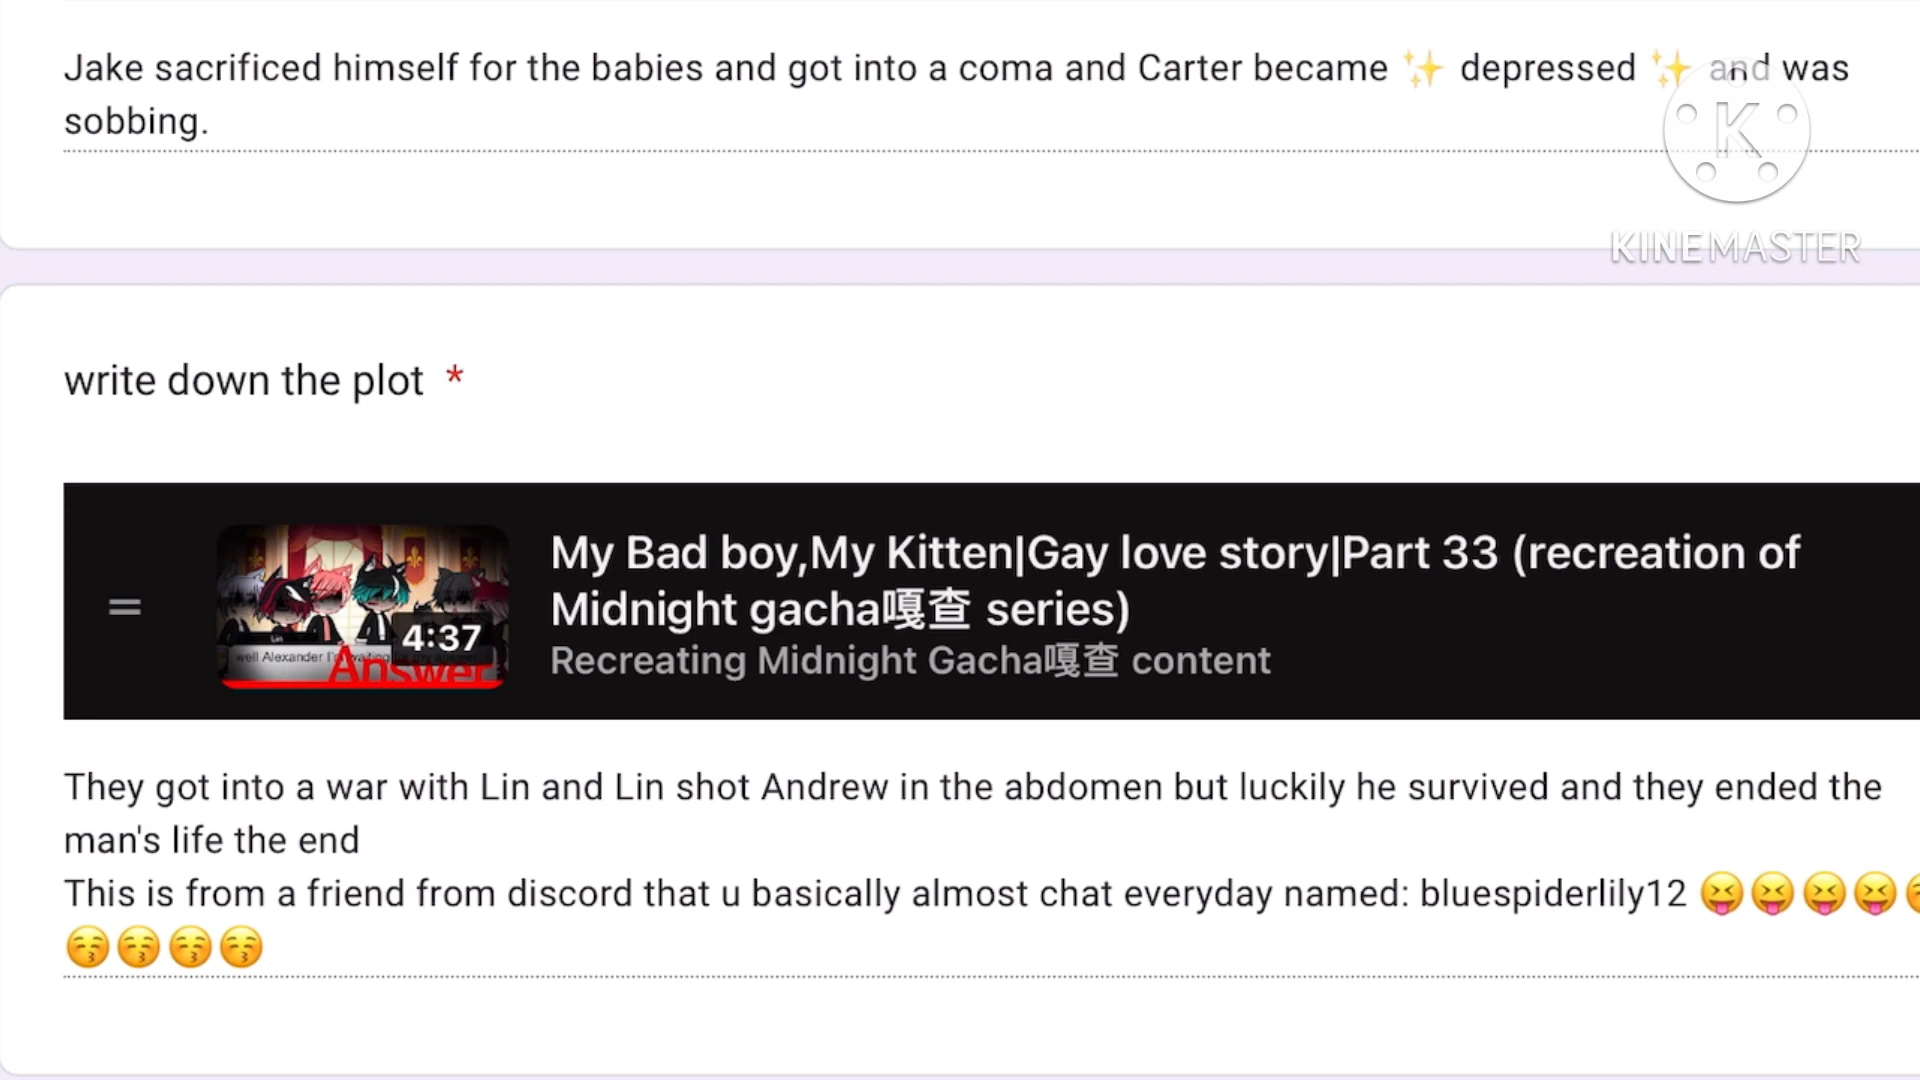 Jake sacrificed himself for the babies and got into a coma and Carter became ✨ depressed ✨ and was
sobbing.
K
KINEMASTER
write down the plot *
My Bad boy,My Kitten|Gay love story|Part 33 (recreation of
Midnight gacha嘎查 series)
Recreating Midnight Gacha嘎查 content
Lin
4:37
well Alexander I'm waiting
Answer
They got into a war with Lin and Lin shot Andrew in the abdomen but luckily he survived and they ended the
man's life the end
This is from a friend from discord that u basically almost chat everyday named: bluespiderlily12 😝😝😝😝
😚😚😚😚